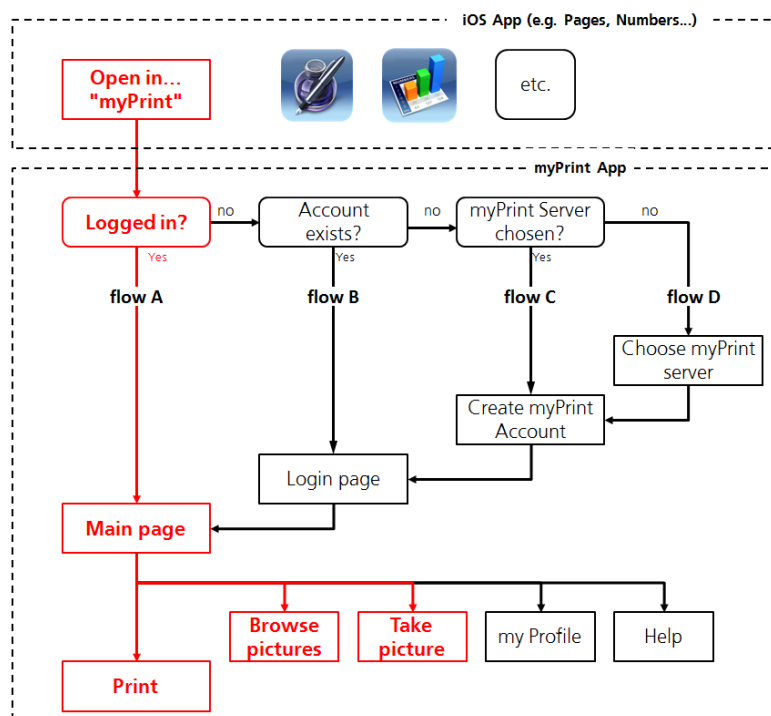 iOS App (e.g. Pages, Numbers...)
Open in...
"myPrint"
etc.
myPrint App
Logged in?
no
Account
exists?
no
myPrint Server
chosen?
no
Yes
Yes
Yes
flow A
flow B
flow C
flow D
Choose myPrint
server
Create myPrint
Account
Login page
Main page
Browse
pictures
Take
picture
my Profile
Help
Print